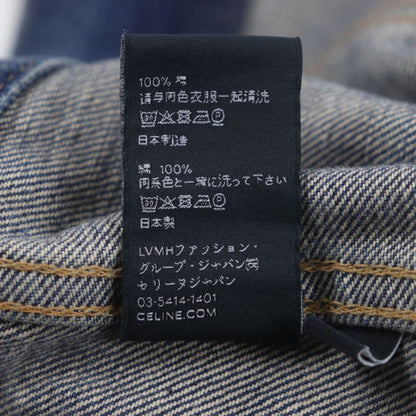 100% 棉
请与同色衣服一起清洗
30 P
日本制造
綿 100%
同系色と一緒に洗って下さい
30 P
日本製
LVMHファッション・
グループ・ジャパン㈱
セリーヌジャパン
03-5414-1401
CELINE.COM